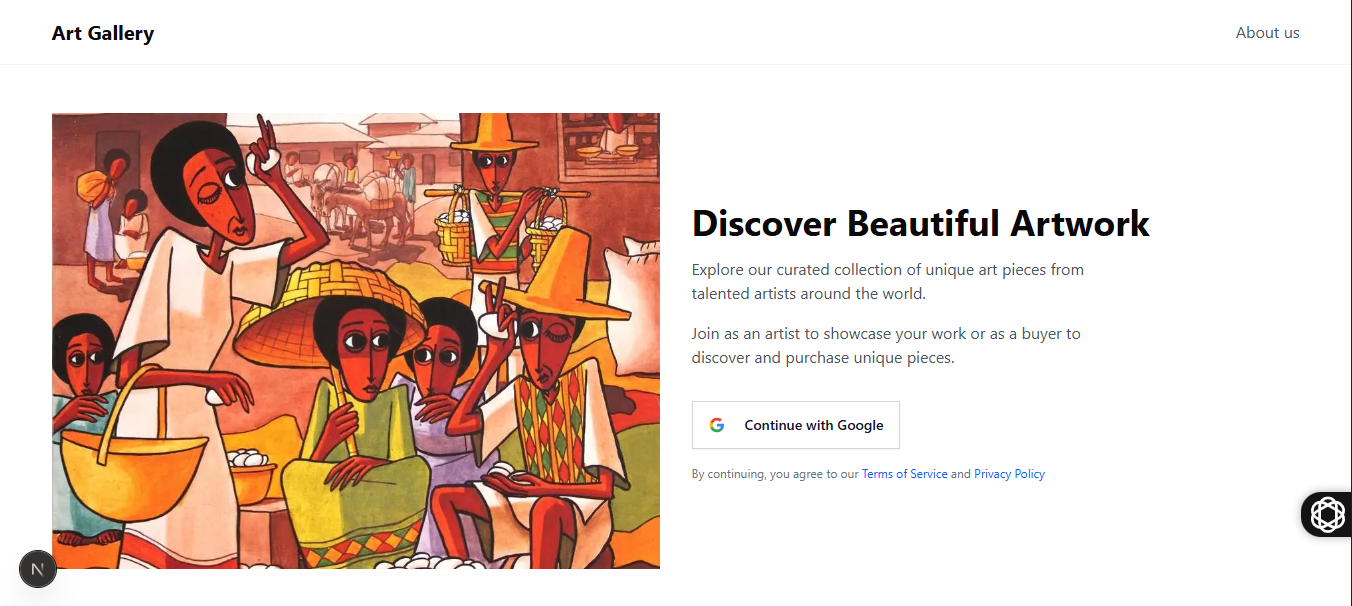 Art Gallery
About us
Discover Beautiful Artwork
Explore our curated collection of unique art pieces from
talented artists around the world.
Join as an artist to showcase your work or as a buyer to
discover and purchase unique pieces.
Continue with Google
By continuing, you agree to our Terms of Service and Privacy Policy
N